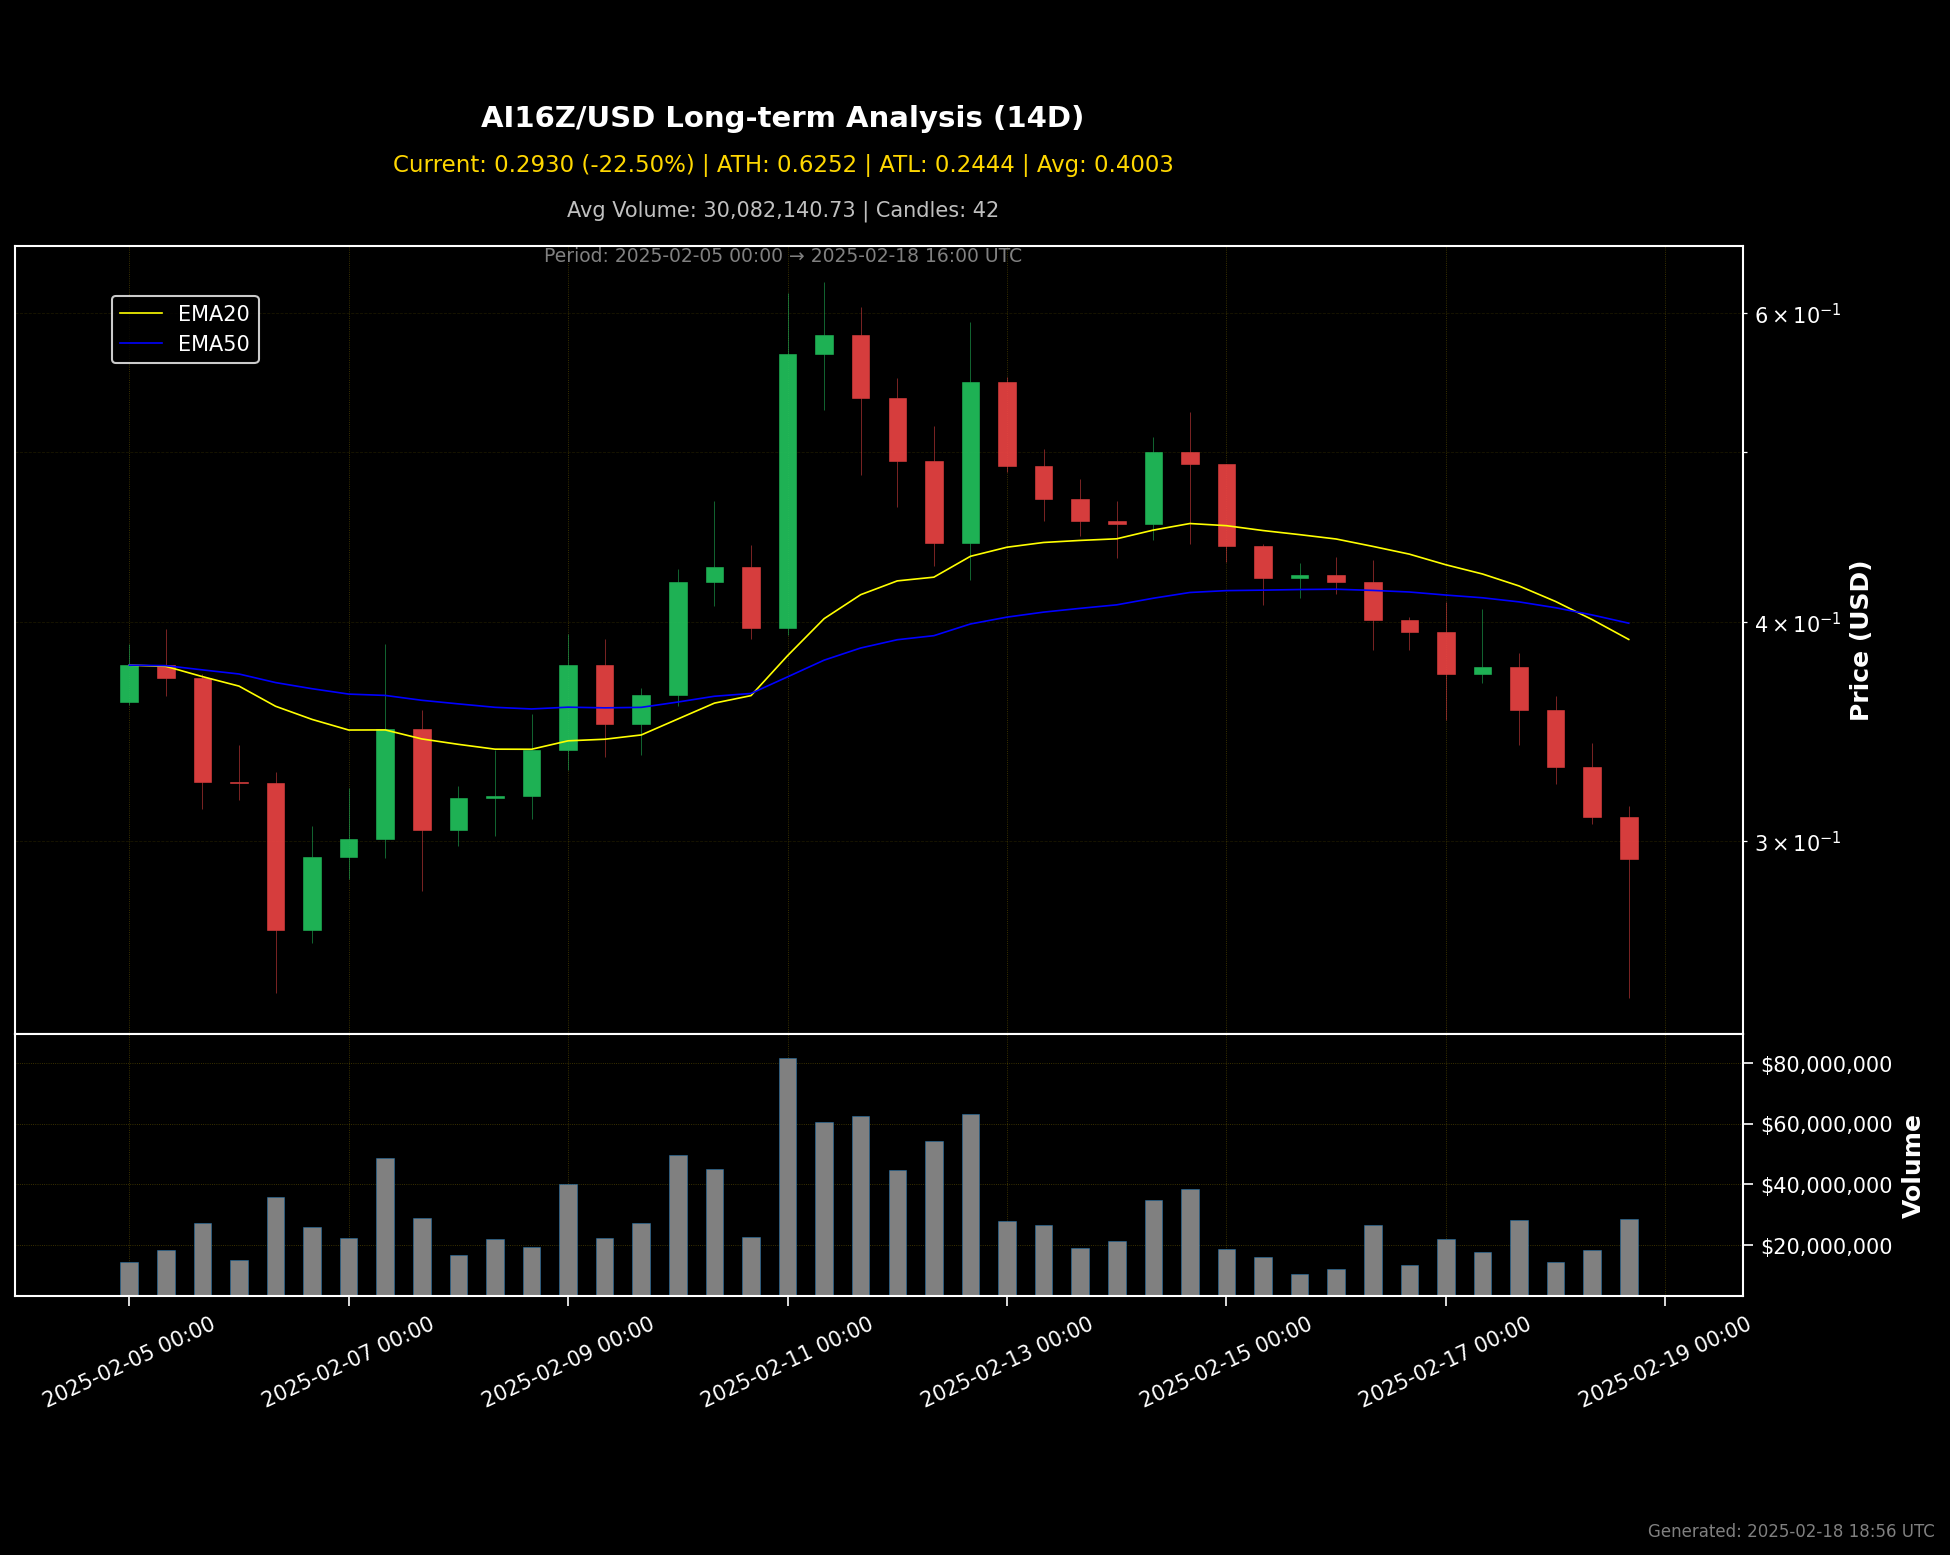 AI16Z/USD Long-term Analysis (14D)
Current: 0.2930 (-22.50%) | ATH: 0.6252 | ATL: 0.2444 | Avg: 0.4003
Avg Volume: 30,082,140.73 | Candles: 42
Period: 2025-02-05 00:00 → 2025-02-18 16:00 UTC
EMA20
EMA50
6 × 10⁻¹
4 × 10⁻¹
3 × 10⁻¹
Price (USD)
$80,000,000
$60,000,000
$40,000,000
$20,000,000
Volume
2025-02-05 00:00
2025-02-07 00:00
2025-02-09 00:00
2025-02-11 00:00
2025-02-13 00:00
2025-02-15 00:00
2025-02-17 00:00
2025-02-19 00:00
Generated: 2025-02-18 18:56 UTC